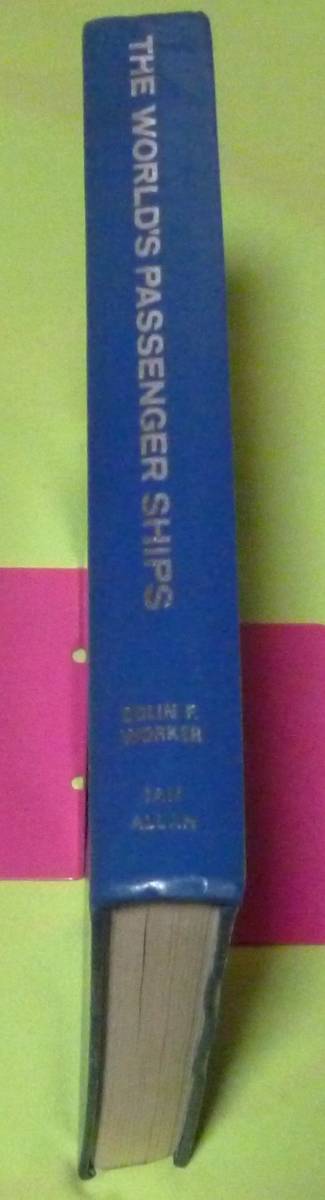 THE WORLD'S PASSENGER SHIPS
COLIN F.
WORKER
IAN
ALLAN